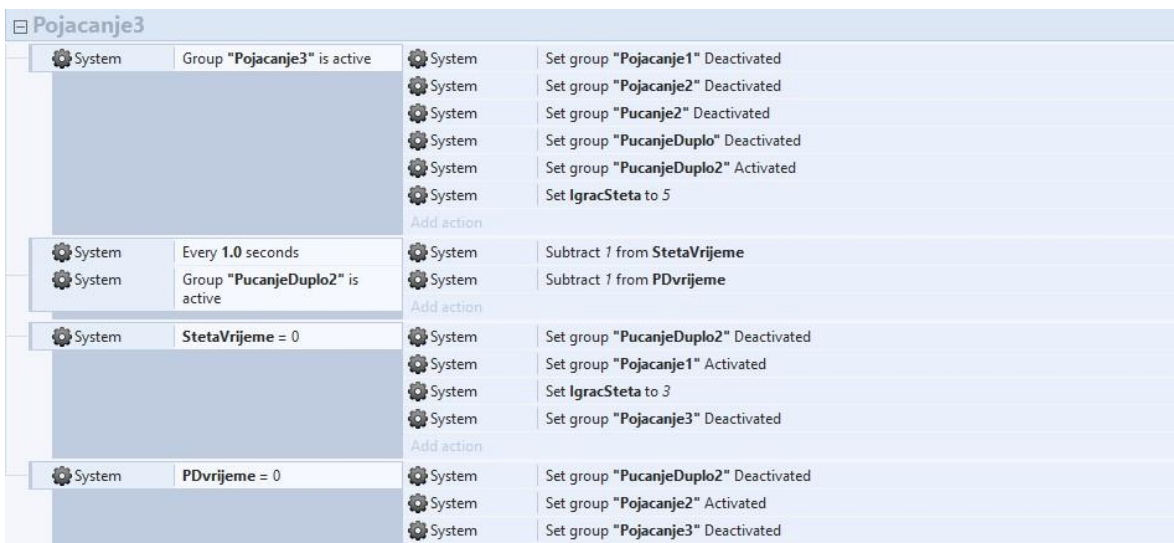 Pojacanje3
System Group "Pojacanje3" is active System Set group "Pojacanje1" Deactivated
System Set group "Pojacanje2" Deactivated
System Set group "Pucanje2" Deactivated
System Set group "PucanjeDuplo" Deactivated
System Set group "PucanjeDuplo2" Activated
System Set IgracSteta to 5
Add action
System Every 1.0 seconds System Subtract 1 from StetaVrijeme
System Group "PucanjeDuplo2" is System Subtract 1 from PDvrijeme
active
Add action
System StetaVrijeme = 0 System Set group "PucanjeDuplo2" Deactivated
System Set group "Pojacanje1" Activated
System Set IgracSteta to 3
System Set group "Pojacanje3" Deactivated
Add action
System PDvrijeme = 0 System Set group "PucanjeDuplo2" Deactivated
System Set group "Pojacanje2" Activated
System Set group "Pojacanje3" Deactivated